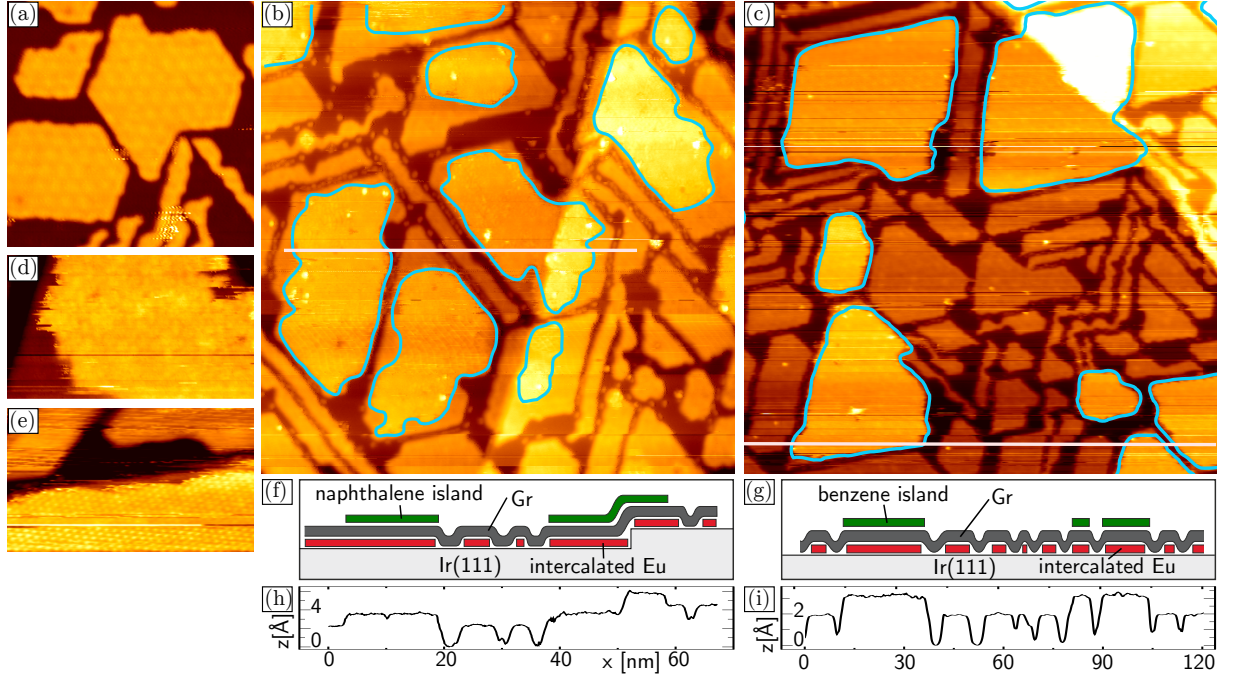 (a)
(b)
(c)
(d)
(e)
(f)
naphthalene island
Gr
Ir(111)
intercalated Eu
(g)
benzene island
Gr
Ir(111)
intercalated Eu
(h)
z[Å]
4
0
0
20
40
x [nm]
60
(i)
z[Å]
2
0
0
30
60
90
120